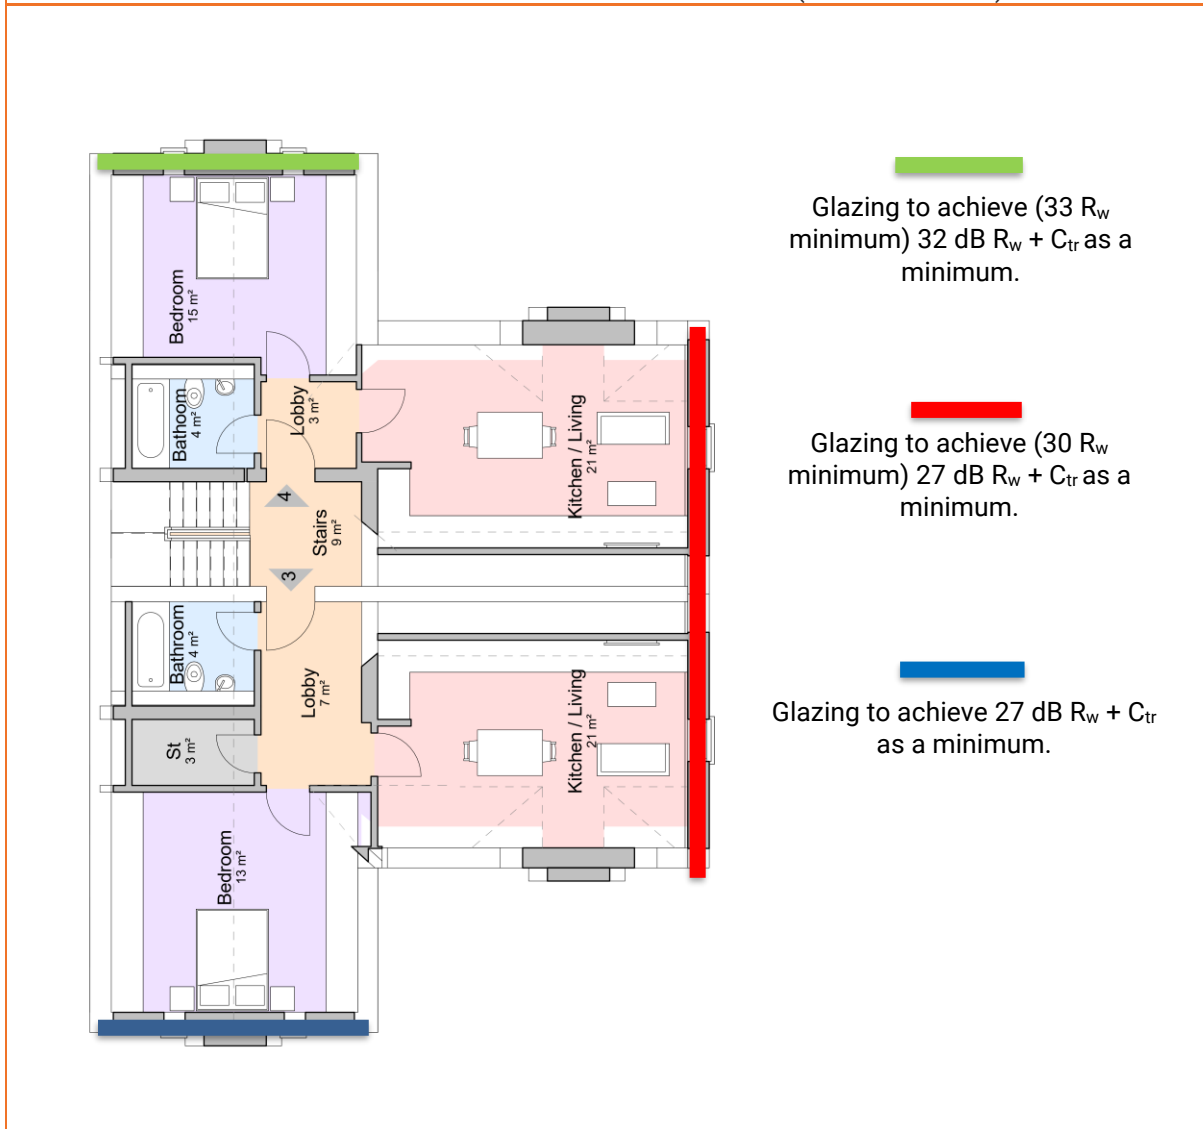 Bedroom
15 m²
Bathoom
4 m²
Lobby
3 m²
Kitchen / Living
21 m²
4
Stairs
9 m²
3
Bathroom
4 m²
Lobby
7 m²
St
3 m²
Kitchen / Living
21 m²
Bedroom
13 m²
Glazing to achieve (33 Rw
minimum) 32 dB Rw + Ctr as a
minimum.
Glazing to achieve (30 Rw
minimum) 27 dB Rw + Ctr as a
minimum.
Glazing to achieve 27 dB Rw + Ctr
as a minimum.